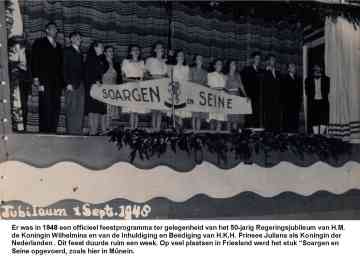 SOARGEN en SEINE
Jubileum 1 Sept. 1948
Er was in 1948 een officieel feestprogramma ter gelegenheid van het 50-jarig Regeringsjubileum van H.M.
de Koningin Wilhelmina en van de Inhuldiging en Beediging van H.K.H. Prinses Juliana als Koningin der
Nederlanden . Dit feest duurde ruim een week. Op veel plaatsen in Friesland werd het stuk "Soargen en
Seine opgevoerd, zoals hier in Mûnein.